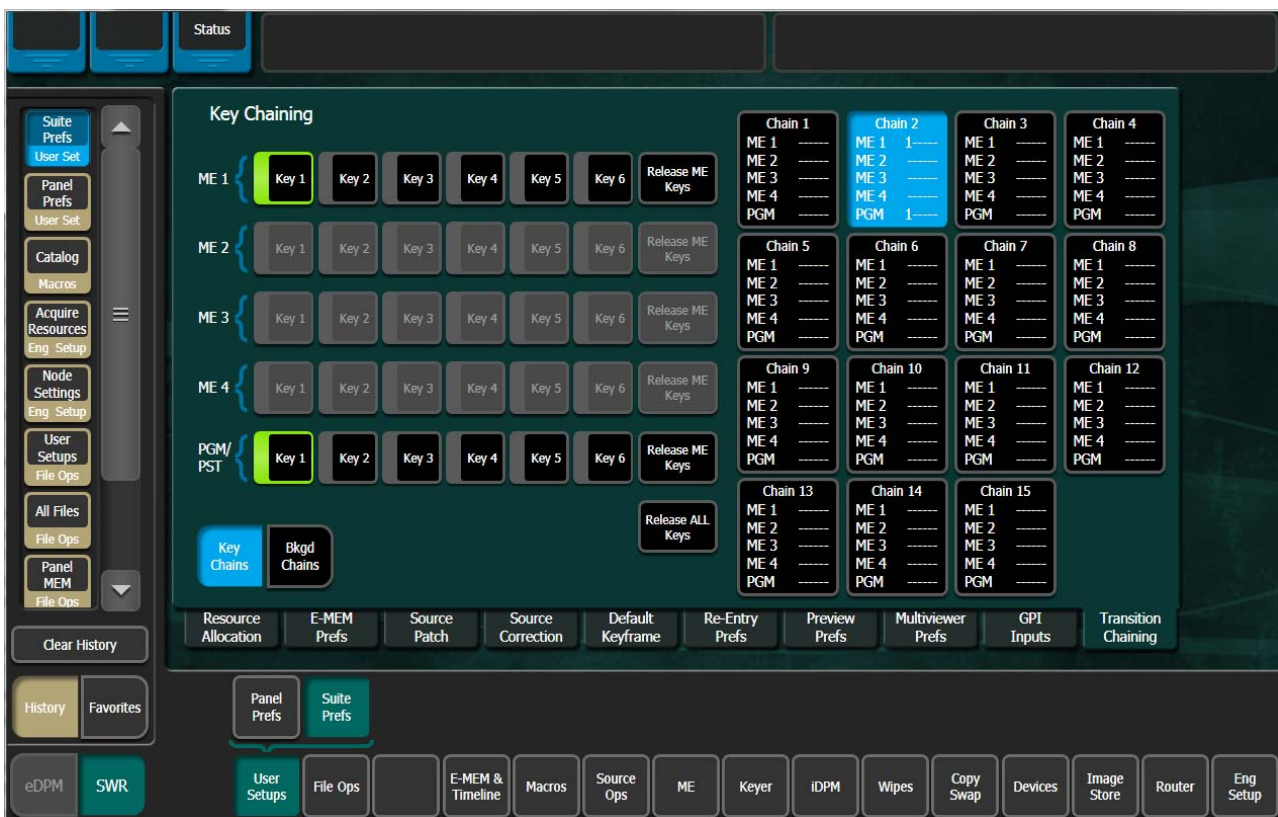 Status
Suite
Prefs
User Set
Panel
Prefs
User Set
Catalog
Macros
Acquire
Resources
Eng Setup
Node
Settings
Eng Setup
User
Setups
File Ops
All Files
File Ops
Panel
MEM
File Ops
Clear History
History Favorites
eDPM SWR
Key Chaining
ME 1 { Key 1 Key 2 Key 3 Key 4 Key 5 Key 6 Release ME
Keys
ME 2 { Key 1 Key 2 Key 3 Key 4 Key 5 Key 6 Release ME
Keys
ME 3 { Key 1 Key 2 Key 3 Key 4 Key 5 Key 6 Release ME
Keys
ME 4 { Key 1 Key 2 Key 3 Key 4 Key 5 Key 6 Release ME
Keys
PGM/
PST { Key 1 Key 2 Key 3 Key 4 Key 5 Key 6 Release ME
Keys
Release ALL
Keys
Key
Chains
Bkgd
Chains
Chain 1
ME 1 ------
ME 2 ------
ME 3 ------
ME 4 ------
PGM ------
Chain 2
ME 1 1-----
ME 2 ------
ME 3 ------
ME 4 ------
PGM 1-----
Chain 3
ME 1 ------
ME 2 ------
ME 3 ------
ME 4 ------
PGM ------
Chain 4
ME 1 ------
ME 2 ------
ME 3 ------
ME 4 ------
PGM ------
Chain 5
ME 1 ------
ME 2 ------
ME 3 ------
ME 4 ------
PGM ------
Chain 6
ME 1 ------
ME 2 ------
ME 3 ------
ME 4 ------
PGM ------
Chain 7
ME 1 ------
ME 2 ------
ME 3 ------
ME 4 ------
PGM ------
Chain 8
ME 1 ------
ME 2 ------
ME 3 ------
ME 4 ------
PGM ------
Chain 9
ME 1 ------
ME 2 ------
ME 3 ------
ME 4 ------
PGM ------
Chain 10
ME 1 ------
ME 2 ------
ME 3 ------
ME 4 ------
PGM ------
Chain 11
ME 1 ------
ME 2 ------
ME 3 ------
ME 4 ------
PGM ------
Chain 12
ME 1 ------
ME 2 ------
ME 3 ------
ME 4 ------
PGM ------
Chain 13
ME 1 ------
ME 2 ------
ME 3 ------
ME 4 ------
PGM ------
Chain 14
ME 1 ------
ME 2 ------
ME 3 ------
ME 4 ------
PGM ------
Chain 15
ME 1 ------
ME 2 ------
ME 3 ------
ME 4 ------
PGM ------
Resource
Allocation
E-MEM
Prefs
Source
Patch
Source
Correction
Default
Keyframe
Re-Entry
Prefs
Preview
Prefs
Multiviewer
Prefs
GPI
Inputs
Transition
Chaining
Panel
Prefs
Suite
Prefs
User
Setups
File Ops
E-MEM &
Timeline
Macros
Source
Ops
ME
Keyer
iDPM
Wipes
Copy
Swap
Devices
Image
Store
Router
Eng
Setup